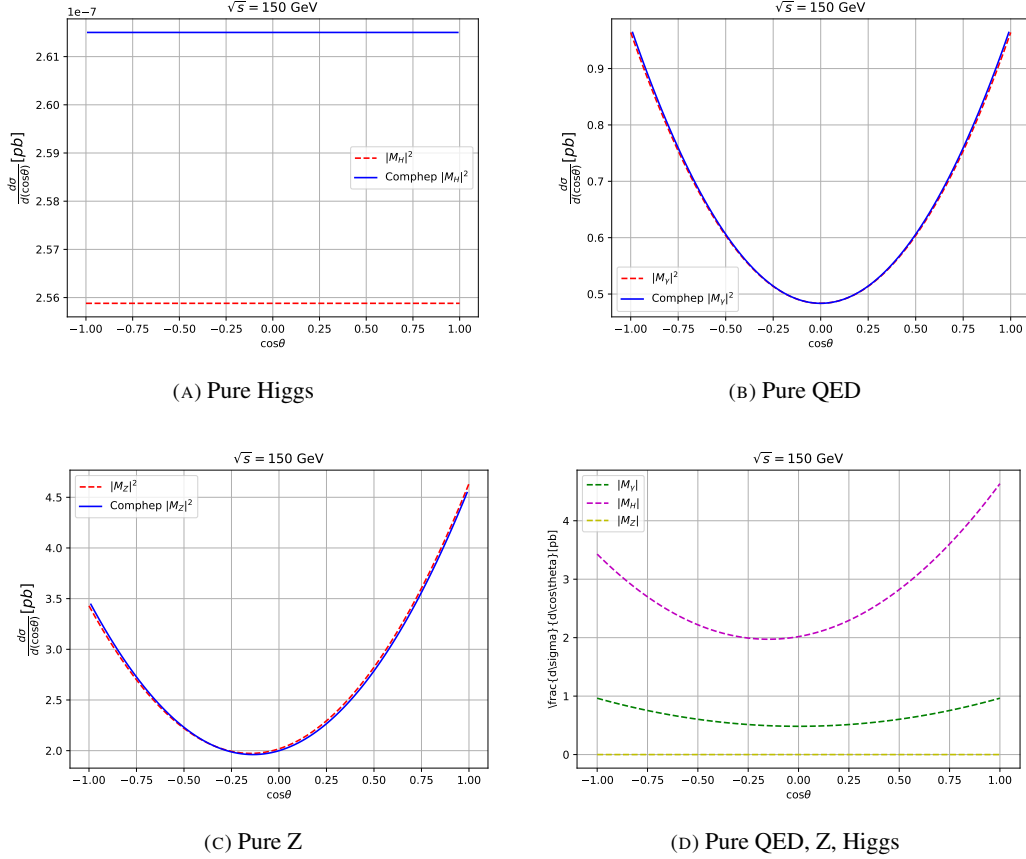 √s = 150 GeV
1e−7
2.61
2.60
2.59
2.58
2.57
2.56
dσ/d(cosθ) [pb]
|M_H|²
Comphep |M_H|²
−1.00 −0.75 −0.50 −0.25 0.00 0.25 0.50 0.75 1.00
cosθ
(A) Pure Higgs
√s = 150 GeV
0.9
0.8
0.7
0.6
0.5
dσ/d(cosθ) [pb]
|M_γ|²
Comphep |M_γ|²
−1.00 −0.75 −0.50 −0.25 0.00 0.25 0.50 0.75 1.00
cosθ
(B) Pure QED
√s = 150 GeV
4.5
4.0
3.5
3.0
2.5
2.0
dσ/d(cosθ) [pb]
|M_Z|²
Comphep |M_Z|²
−1.00 −0.75 −0.50 −0.25 0.00 0.25 0.50 0.75 1.00
cosθ
(C) Pure Z
√s = 150 GeV
4
3
2
1
0
\frac{d\sigma}{d\cos\theta}[pb]
|M_γ|
|M_H|
|M_Z|
−1.00 −0.75 −0.50 −0.25 0.00 0.25 0.50 0.75 1.00
cosθ
(D) Pure QED, Z, Higgs